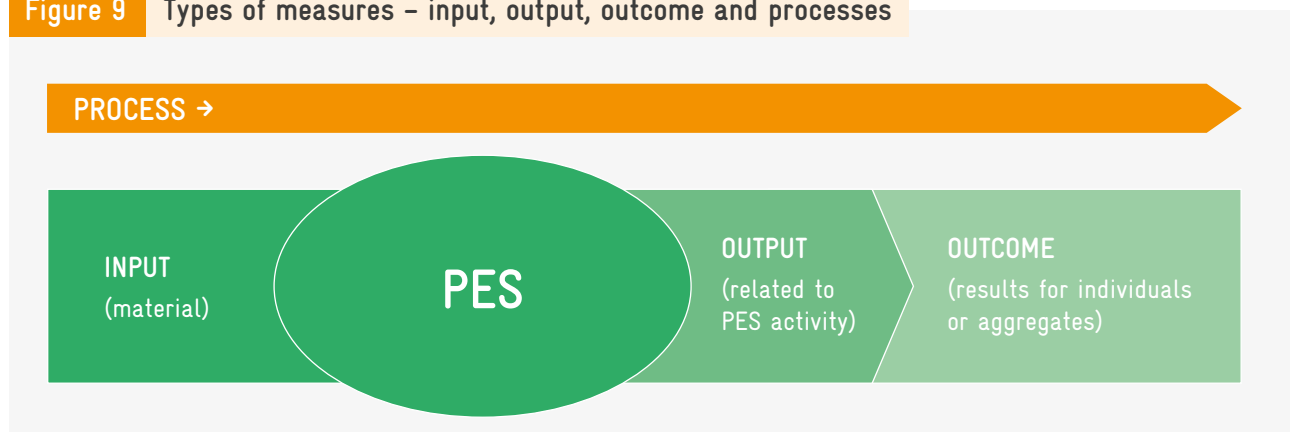 Figure 9 Types of measures – input, output, outcome and processes
PROCESS →
INPUT
(material)
PES
OUTPUT
(related to
PES activity)
OUTCOME
(results for individuals
or aggregates)